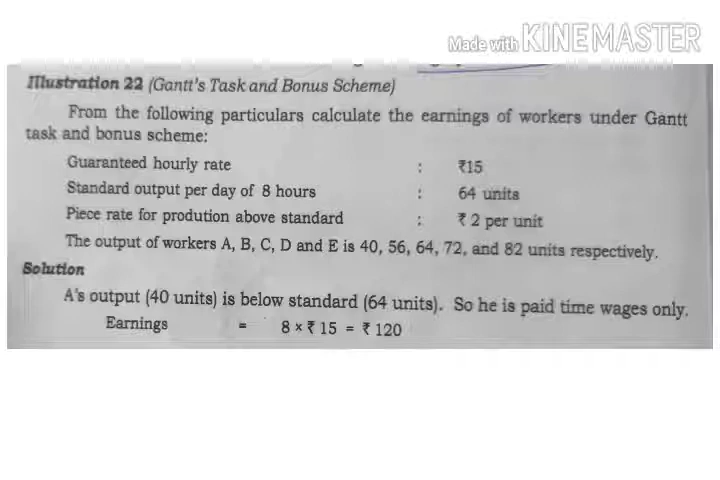 Made with KINEMASTER
Illustration 22 (Gantt's Task and Bonus Scheme)
From the following particulars calculate the earnings of workers under Gantt
task and bonus scheme:
Guaranteed hourly rate : ₹15
Standard output per day of 8 hours : 64 units
Piece rate for prodution above standard : ₹ 2 per unit
The output of workers A, B, C, D and E is 40, 56, 64, 72, and 82 units respectively.
Solution
A's output (40 units) is below standard (64 units). So he is paid time wages only.
Earnings = 8 × ₹ 15 = ₹ 120